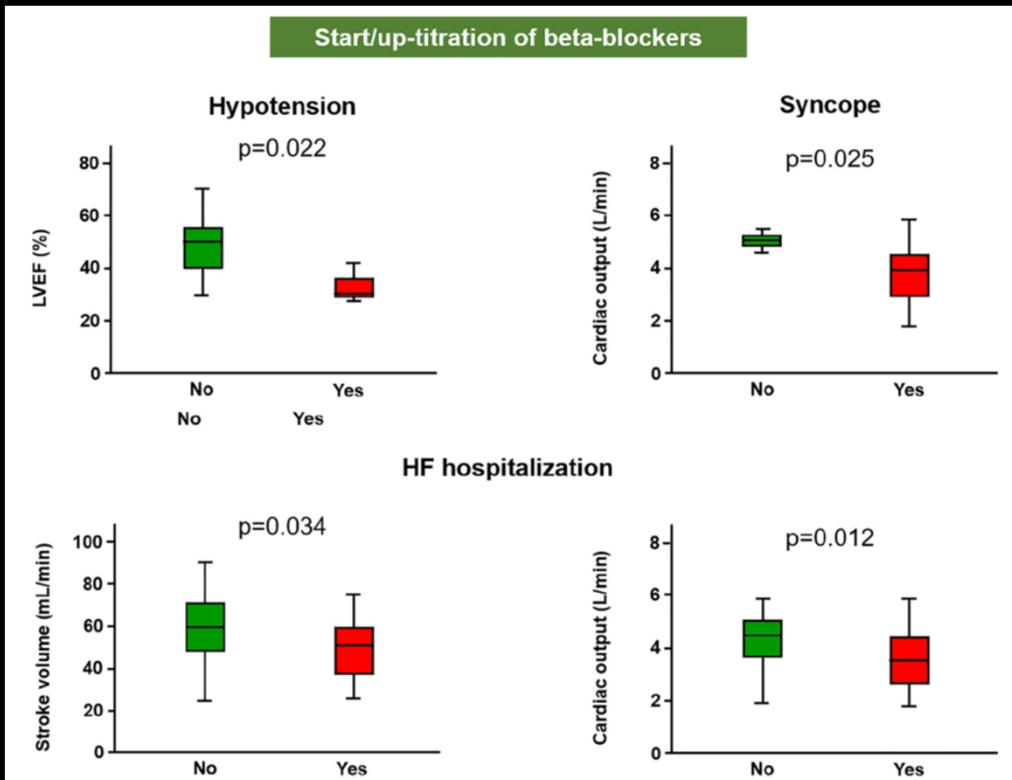 Start/up-titration of beta-blockers
Hypotension
p=0.022
LVEF (%)
80
60
40
20
0
No
Yes
No
Yes
Syncope
p=0.025
Cardiac output (L/min)
8
6
4
2
0
No
Yes
HF hospitalization
p=0.034
Stroke volume (mL/min)
100
80
60
40
20
0
No
Yes
p=0.012
Cardiac output (L/min)
8
6
4
2
0
No
Yes